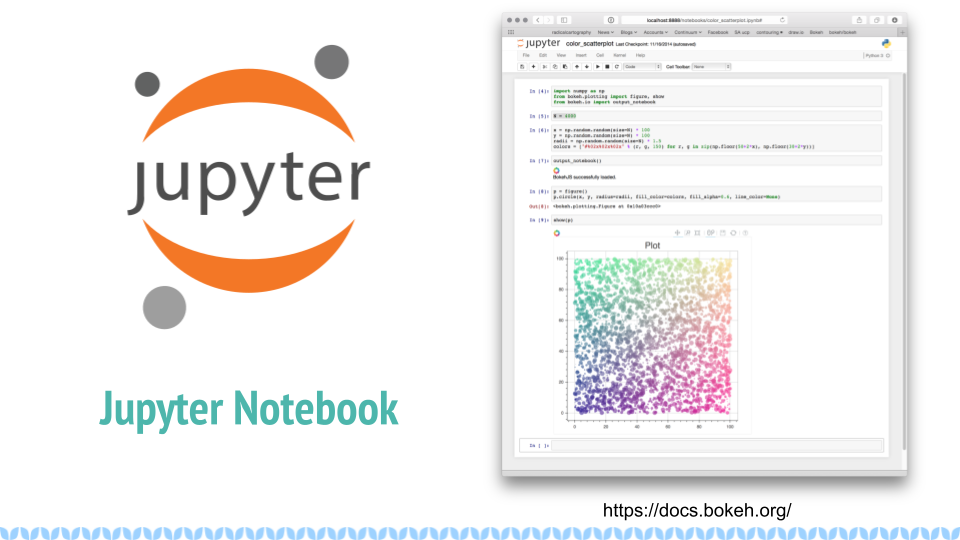 jupyter
Jupyter Notebook
localhost:8888/notebooks/color_scatterplot.ipynb#
radicalcartography News Blogs Accounts Continuum Facebook SA ucp contouring draw.io Bokeh bokeh/bokeh
jupyter color_scatterplot Last Checkpoint: 11/16/2014 (autosaved)
File Edit View Insert Cell Kernel Help Python 3
Code Cell Toolbar: None
In [4]: import numpy as np
from bokeh.plotting import figure, show
from bokeh.io import output_notebook
In [5]: N = 4000
In [6]: x = np.random.random(size=N) * 100
y = np.random.random(size=N) * 100
radii = np.random.random(size=N) * 1.5
colors = ["#%02x%02x%02x" % (r, g, 150) for r, g in zip(np.floor(50+2*x), np.floor(30+2*y))]
In [7]: output_notebook()
BokehJS successfully loaded.
In [8]: p = figure()
p.circle(x, y, radius=radii, fill_color=colors, fill_alpha=0.6, line_color=None)
Out[8]: <bokeh.plotting.Figure at
In [9]: show(p)
Plot
100
80
60
40
20
0
0 20 40 60 80 100
In [ ]:
https://docs.bokeh.org/